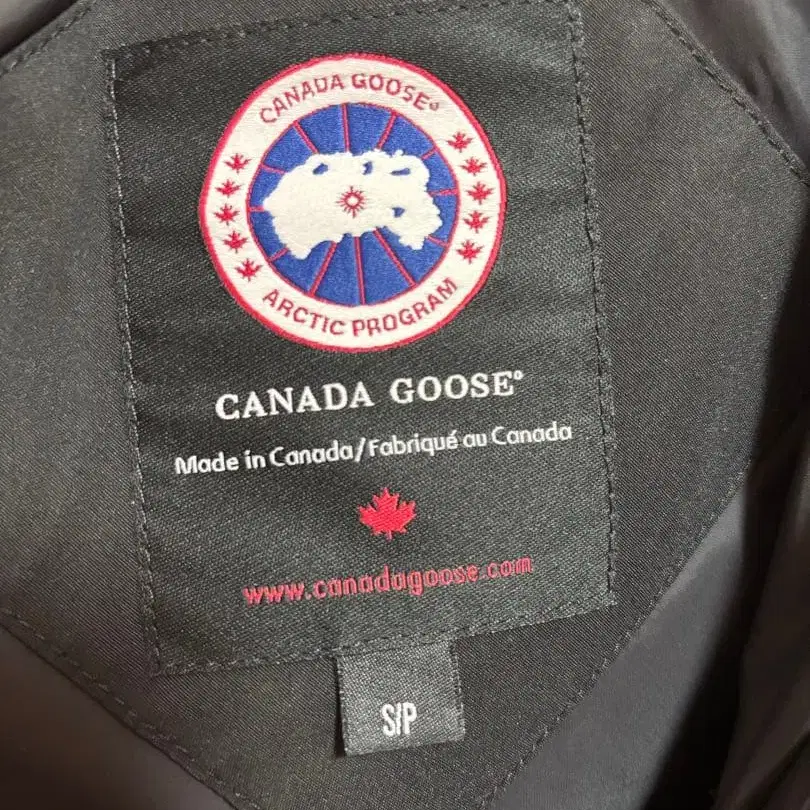 CANADA GOOSE®
ARCTIC PROGRAM
CANADA GOOSE®
Made in Canada/Fabriqué au Canada
www.canadagoose.com
S/P